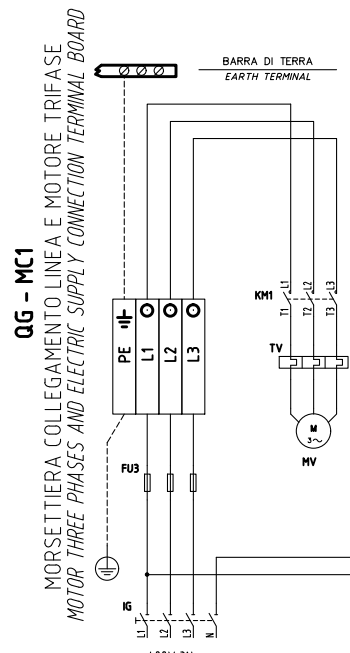 QG - MC1
MORSETTIERA COLLEGAMENTO LINEA E MOTORE TRIFASE
MOTOR THREE PHASES AND ELECTRIC SUPPLY CONNECTION TERMINAL BOARD
BARRA DI TERRA
EARTH TERMINAL
KM1
L1 L2 L3
T1 T2 T3
PE L1 L2 L3
TV
M
3~
MV
FU3
IG
L1 L2 L3 N